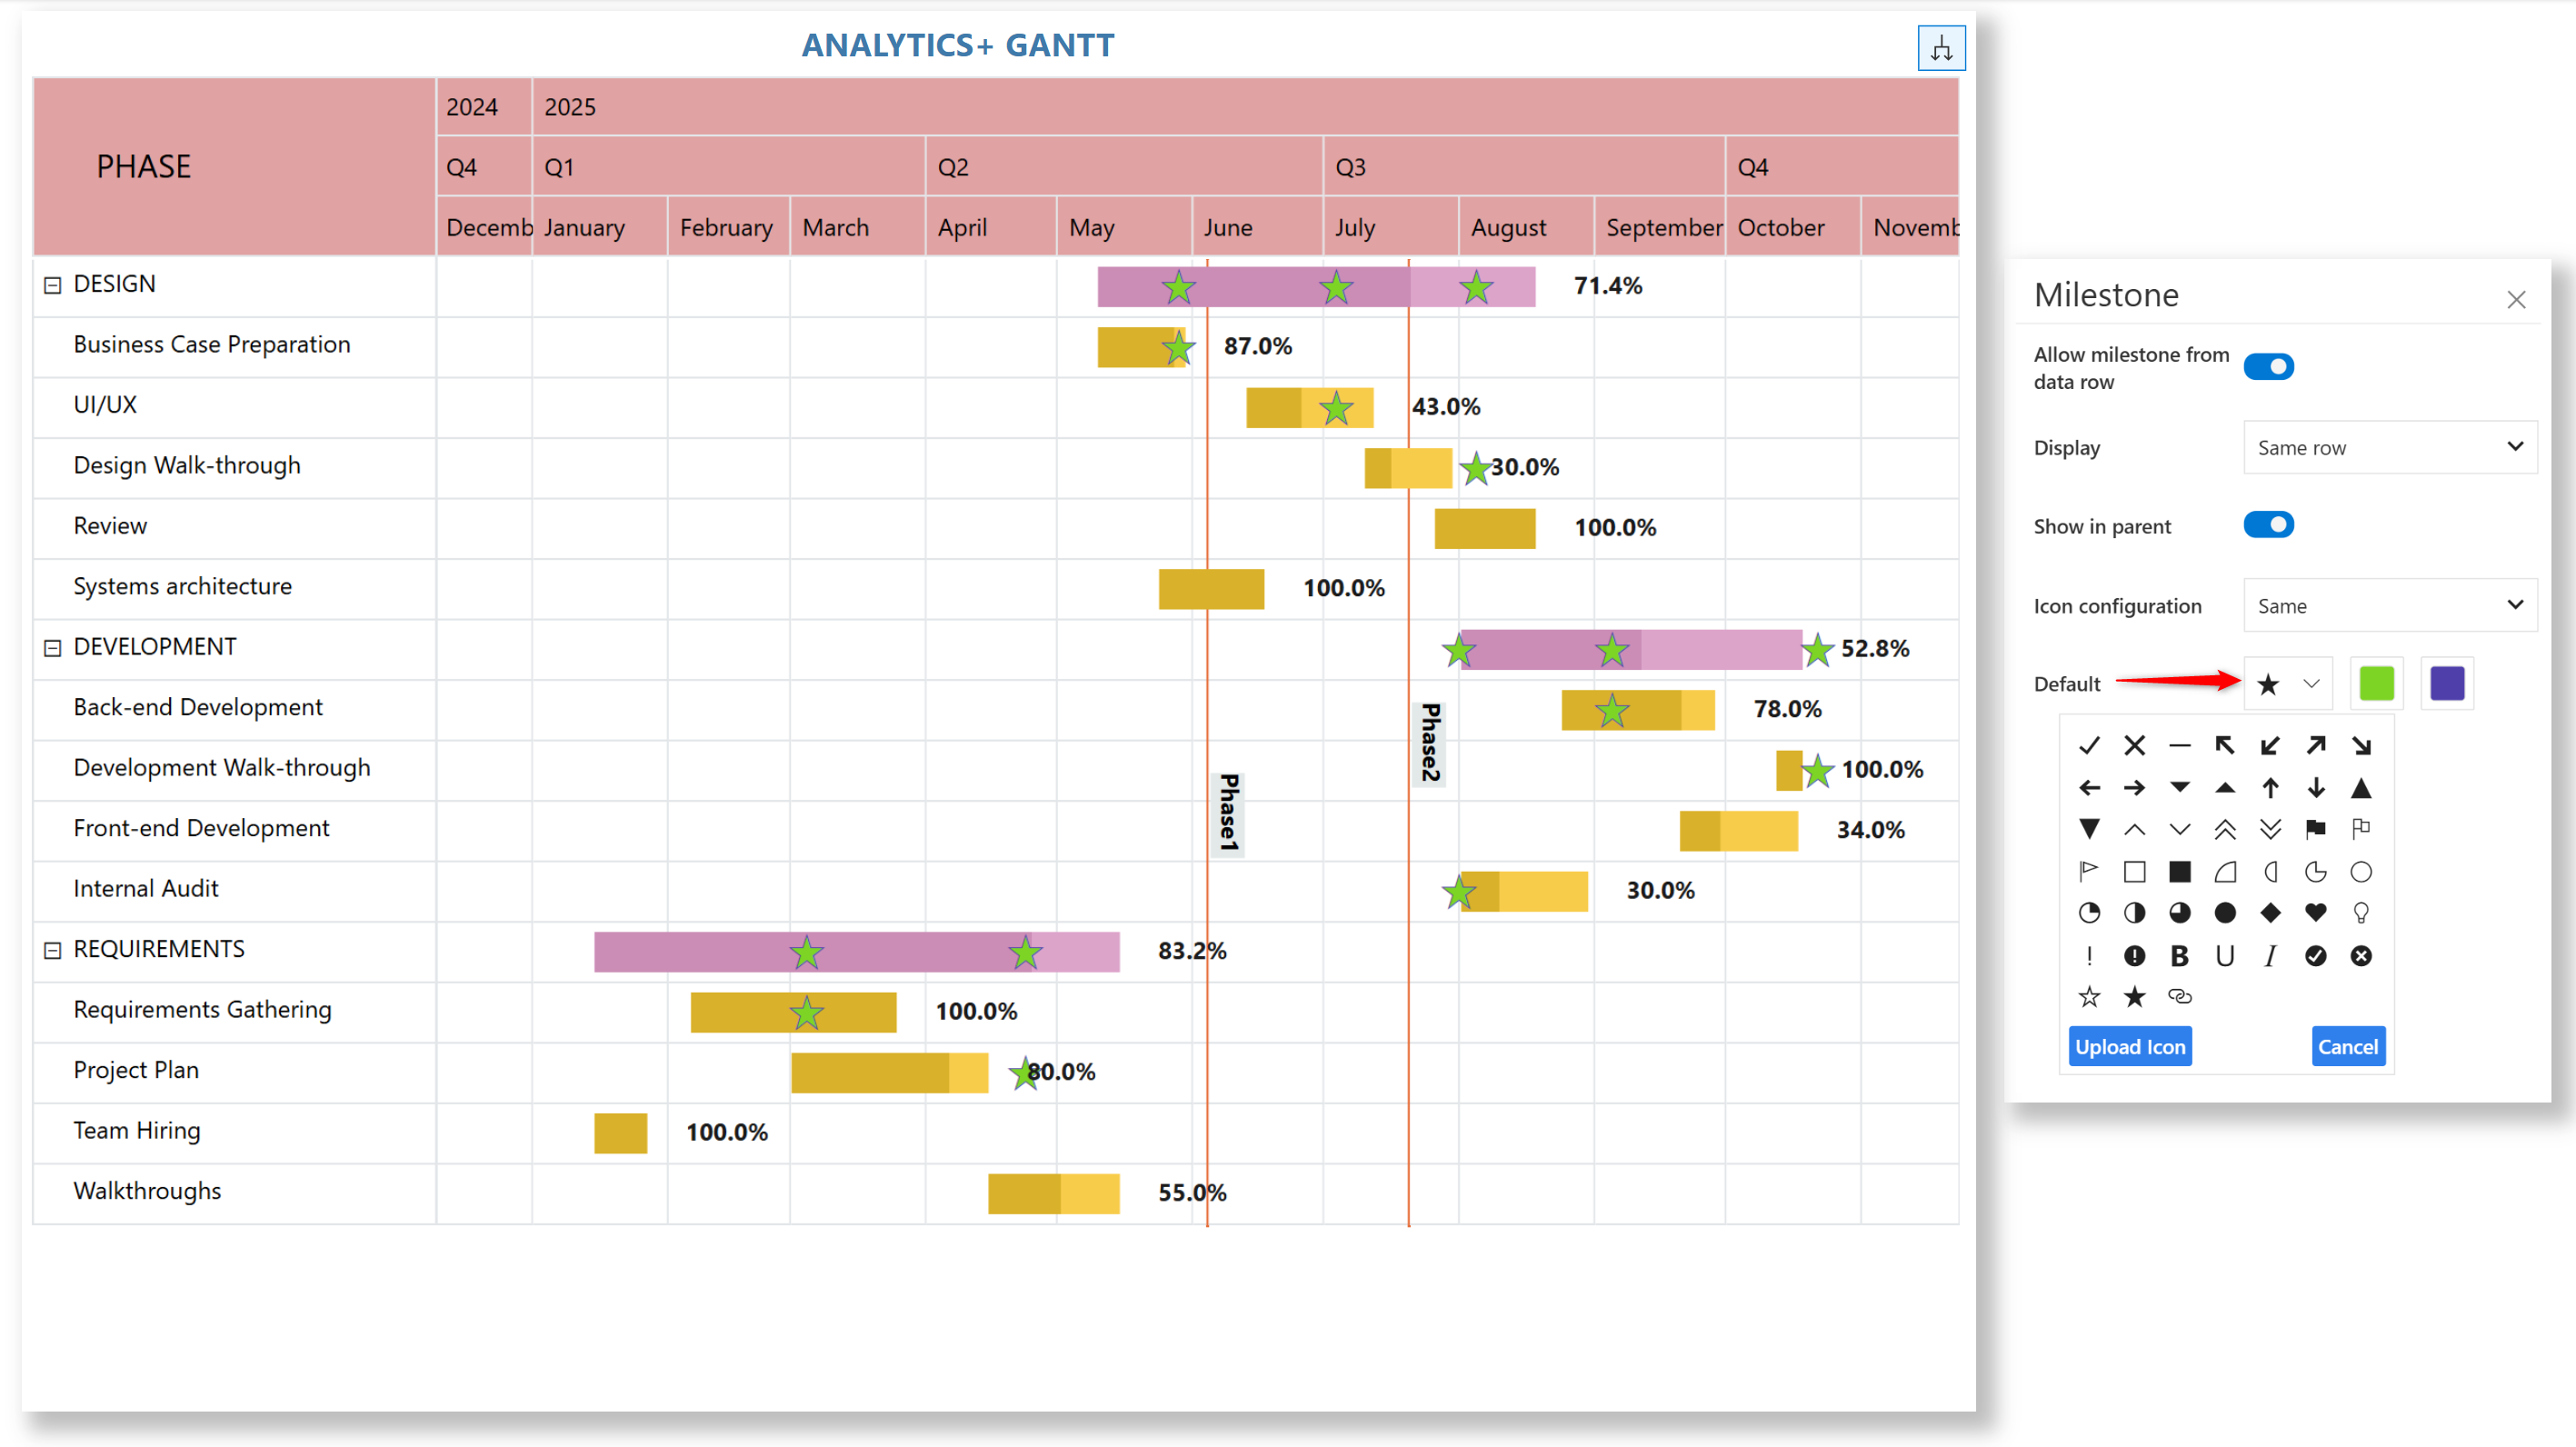 ANALYTICS+ GANTT
PHASE
2024 2025
Q4 Q1 Q2 Q3 Q4
Decemb January February March April May June July August September October Novemb
DESIGN 71.4%
Business Case Preparation 87.0%
UI/UX 43.0%
Design Walk-through 30.0%
Review 100.0%
Systems architecture 100.0%
DEVELOPMENT 52.8%
Back-end Development 78.0%
Development Walk-through 100.0%
Front-end Development 34.0%
Internal Audit 30.0%
REQUIREMENTS 83.2%
Requirements Gathering 100.0%
Project Plan 80.0%
Team Hiring 100.0%
Walkthroughs 55.0%
Phase1
Phase2
Milestone
Allow milestone from
data row
Display Same row
Show in parent
Icon configuration Same
Default
! B U I
Upload Icon Cancel